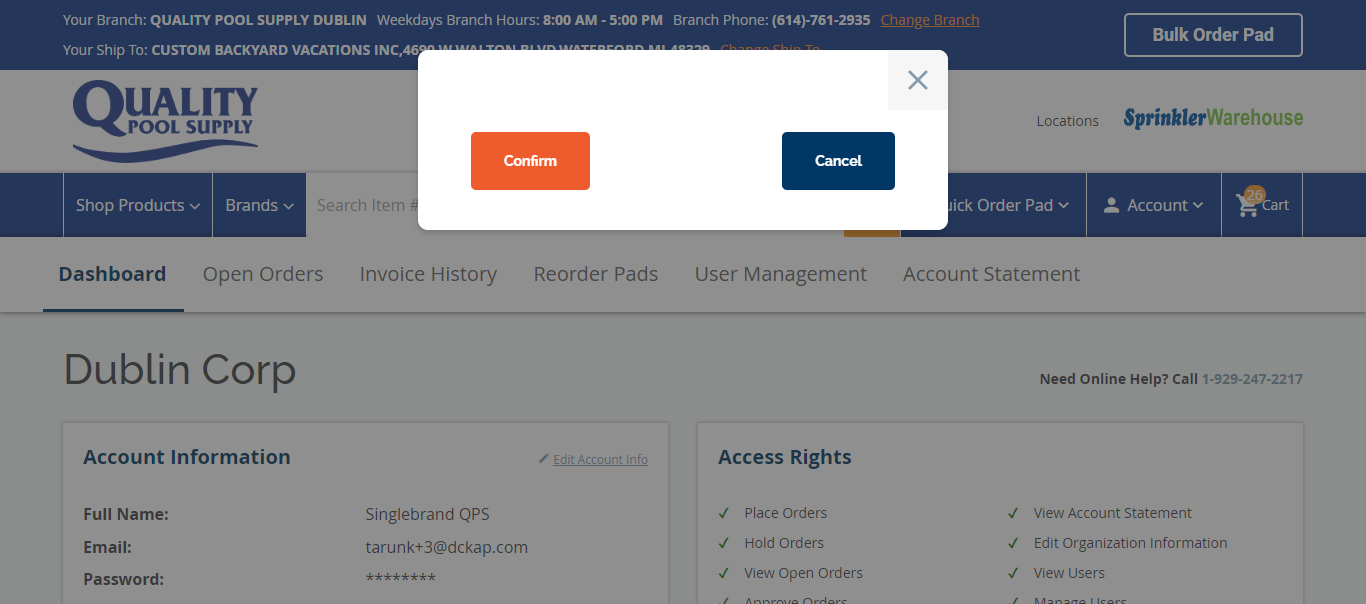 Your Branch: QUALITY POOL SUPPLY DUBLIN Weekdays Branch Hours: 8:00 AM - 5:00 PM Branch Phone: (614)-761-2935 Change Branch
Your Ship To: CUSTOM BACKYARD VACATIONS INC,4690 W WALTON BLVD,WATERFORD MI 48329 Change Ship To
Bulk Order Pad
QUALITY
POOL SUPPLY
Locations
SprinklerWarehouse
Confirm
Cancel
Shop Products
Brands
Search Item #
Order Pad
Account
26
Cart
Dashboard
Open Orders
Invoice History
Reorder Pads
User Management
Account Statement
Dublin Corp
Need Online Help? Call 1-929-247-2217
Account Information
Edit Account Info
Full Name: Singlebrand QPS
Email: tarunk+3@dckap.com
Password: ********
Access Rights
Place Orders
View Account Statement
Hold Orders
Edit Organization Information
View Open Orders
View Users
Approve Orders
Manage Users